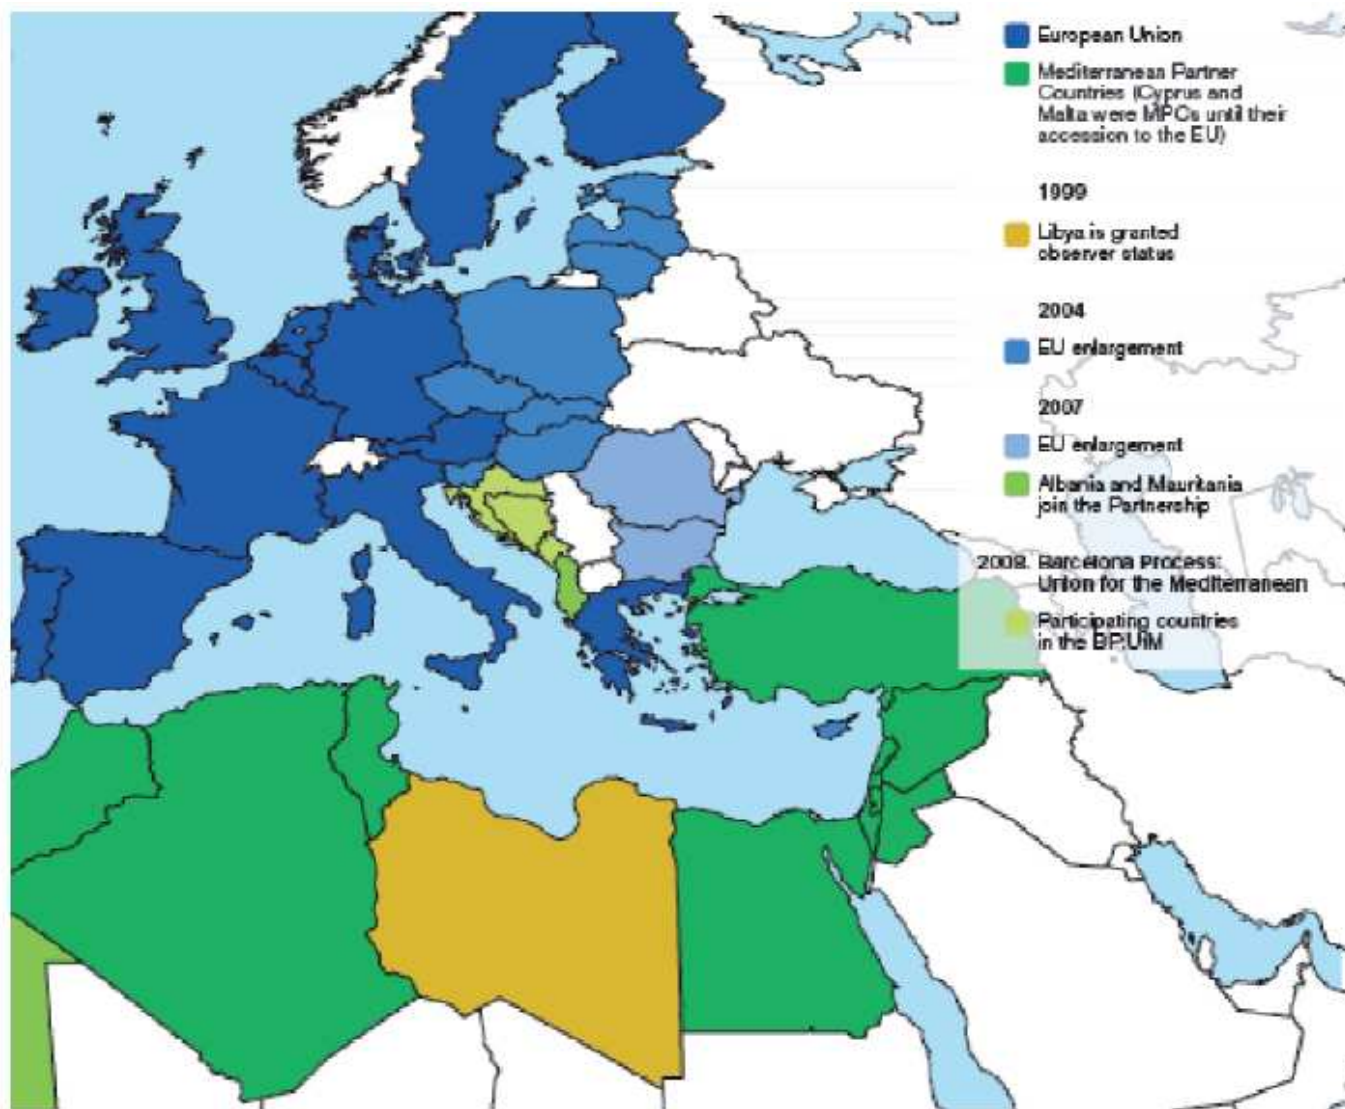 European Union
Mediterranean Partner
Countries (Cyprus and
Malta were MPCs until their
accession to the EU)
1999
Libya is granted
observer status
2004
EU enlargement
2007
EU enlargement
Albania and Mauritania
join the Partnership
2008. Barcelona Process:
Union for the Mediterranean
Participating countries
in the BP:UfM